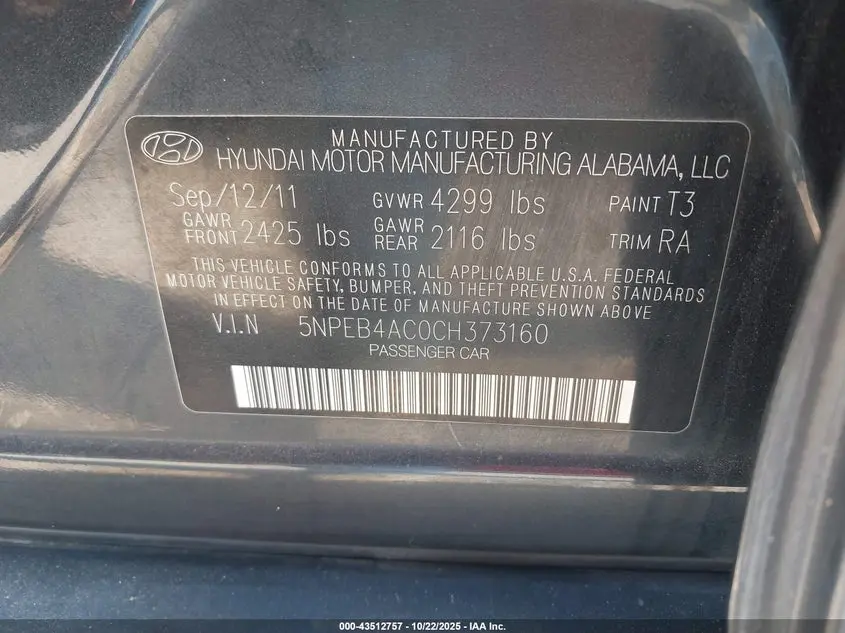 MANUFACTURED BY
HYUNDAI MOTOR MANUFACTURING ALABAMA, LLC
Sep/12/11 GVWR 4299 lbs PAINT T3
GAWR FRONT 2425 lbs GAWR REAR 2116 lbs TRIM RA
THIS VEHICLE CONFORMS TO ALL APPLICABLE U.S.A. FEDERAL
MOTOR VEHICLE SAFETY, BUMPER, AND THEFT PREVENTION STANDARDS
IN EFFECT ON THE DATE OF MANUFACTURE SHOWN ABOVE
V.I.N 5NPEB4AC0CH373160
PASSENGER CAR
000-43512757 | 10/22/2025 | IAA Inc.